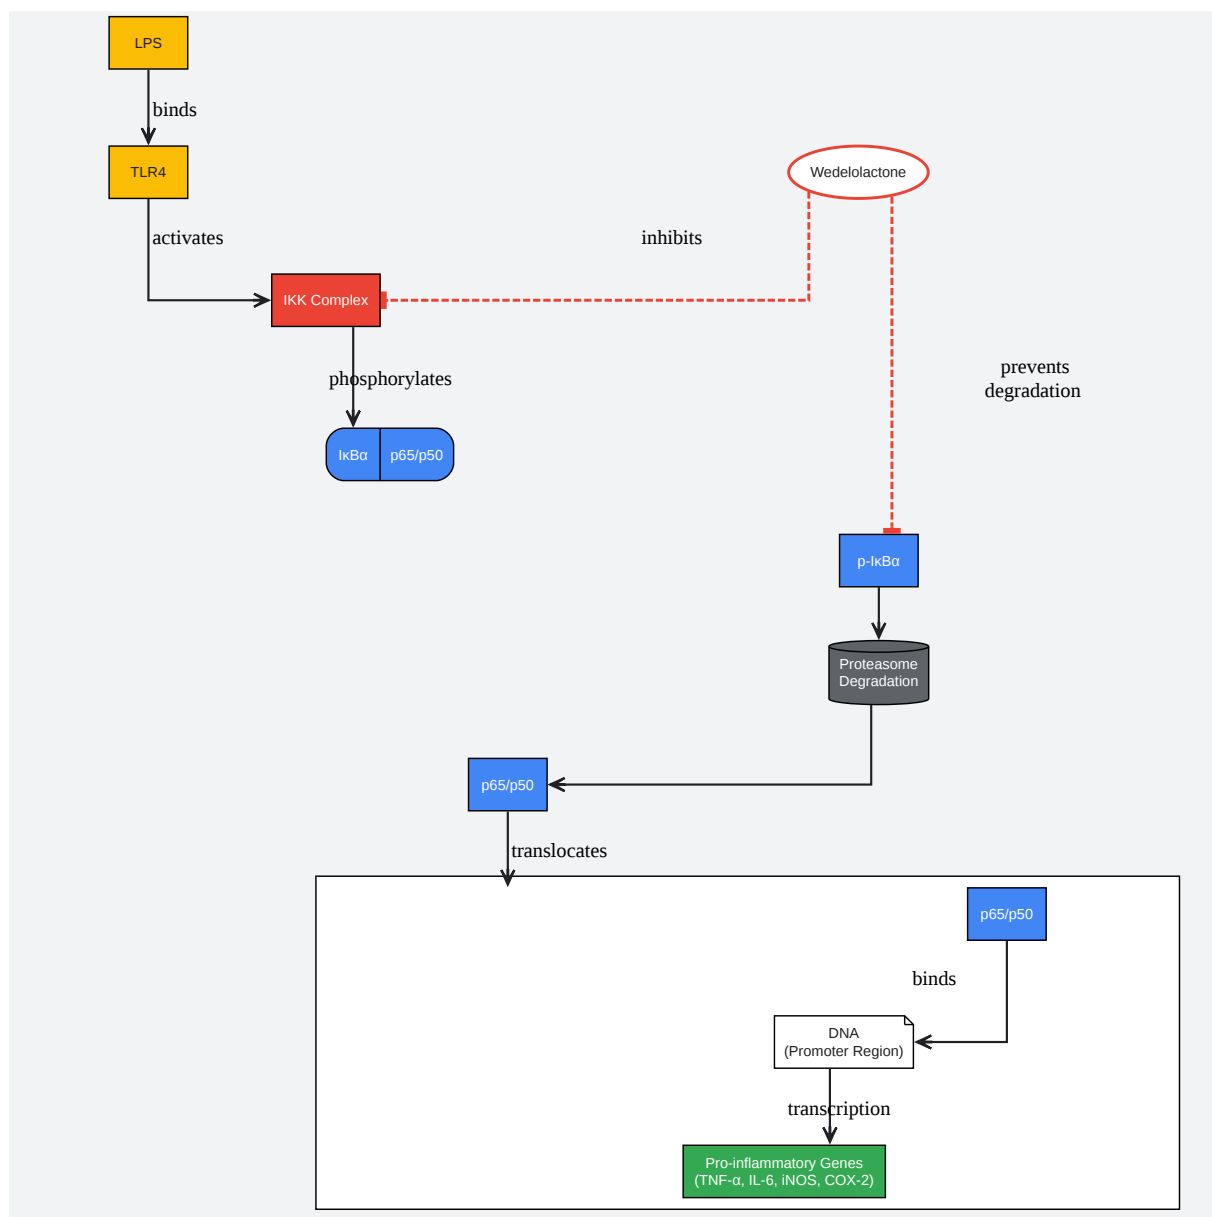 LPS
binds
TLR4
Wedelolactone
activates
inhibits
IKK Complex
prevents
degradation
phosphorylates
IκBα
p65/p50
p-IκBα
Proteasome
Degradation
p65/p50
translocates
p65/p50
binds
DNA
(Promoter Region)
transcription
Pro-inflammatory Genes
(TNF-α, IL-6, iNOS, COX-2)